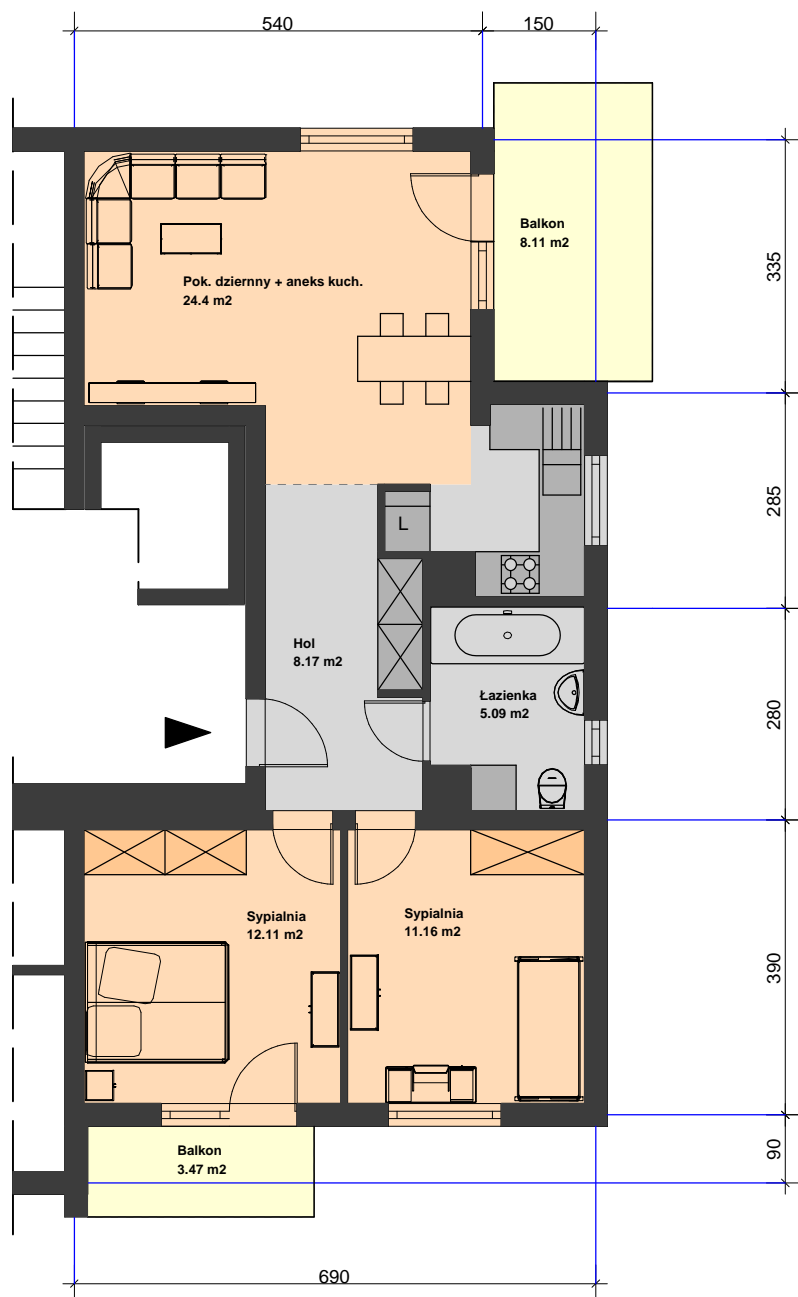 540
150
Balkon
8.11 m2
335
Pok. dziernny + aneks kuch.
24.4 m2
285
L
Hol
8.17 m2
Łazienka
5.09 m2
280
Sypialnia
12.11 m2
Sypialnia
11.16 m2
390
Balkon
3.47 m2
90
690